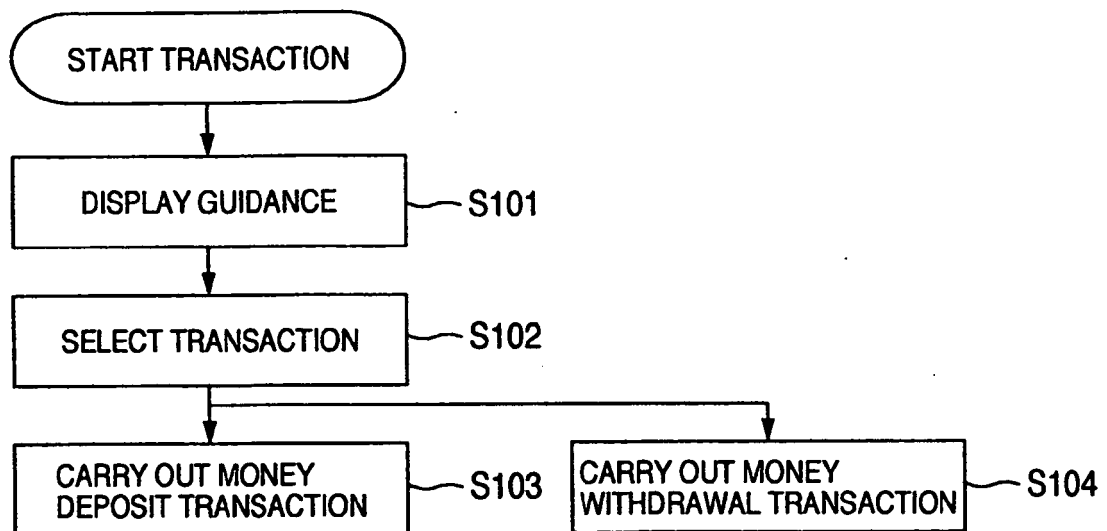 START TRANSACTION
DISPLAY GUIDANCE
S101
SELECT TRANSACTION
S102
CARRY OUT MONEY
DEPOSIT TRANSACTION
S103
CARRY OUT MONEY
WITHDRAWAL TRANSACTION
S104